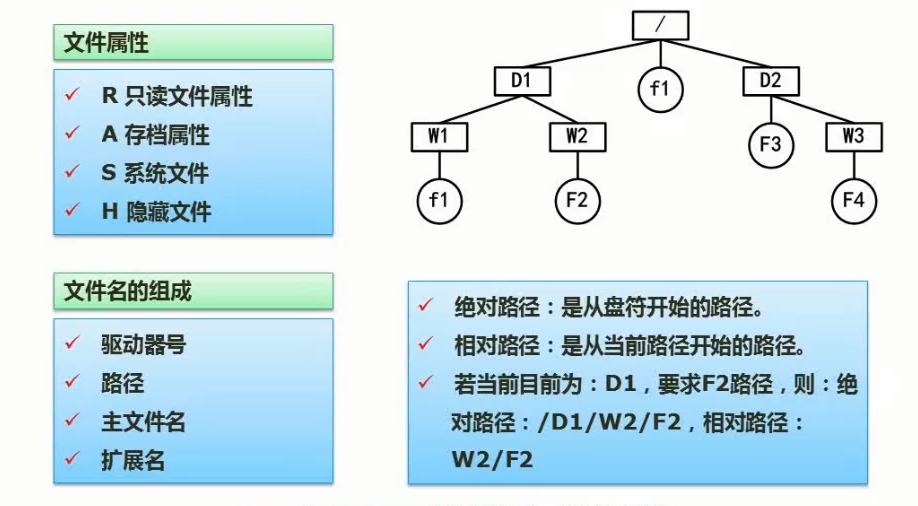 文件属性
R 只读文件属性
A 存档属性
S 系统文件
H 隐藏文件
/
D1
f1
D2
W1
W2
F3
W3
f1
F2
F4
文件名的组成
驱动器号
路径
主文件名
扩展名
绝对路径：是从盘符开始的路径。
相对路径：是从当前路径开始的路径。
若当前目前为：D1，要求F2路径，则：绝
对路径：/D1/W2/F2，相对路径：
W2/F2